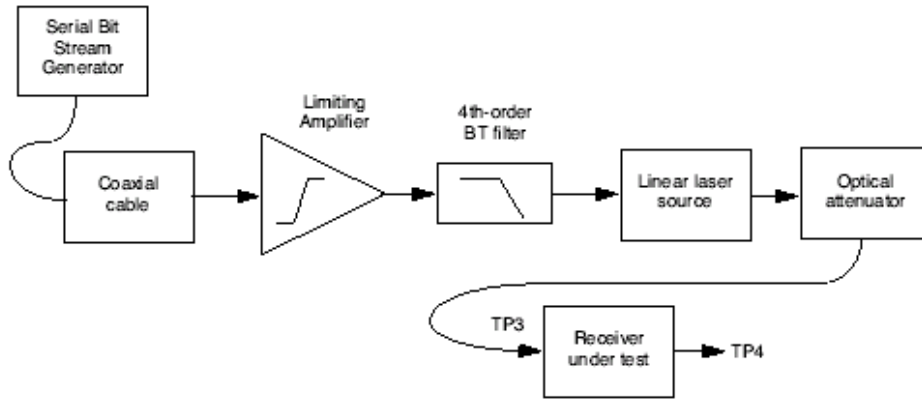 Serial Bit
Stream
Generator
Limiting
Amplifier
4th-order
BT filter
Coaxial
cable
Linear laser
source
Optical
attenuator
TP3
Receiver
under test
TP4